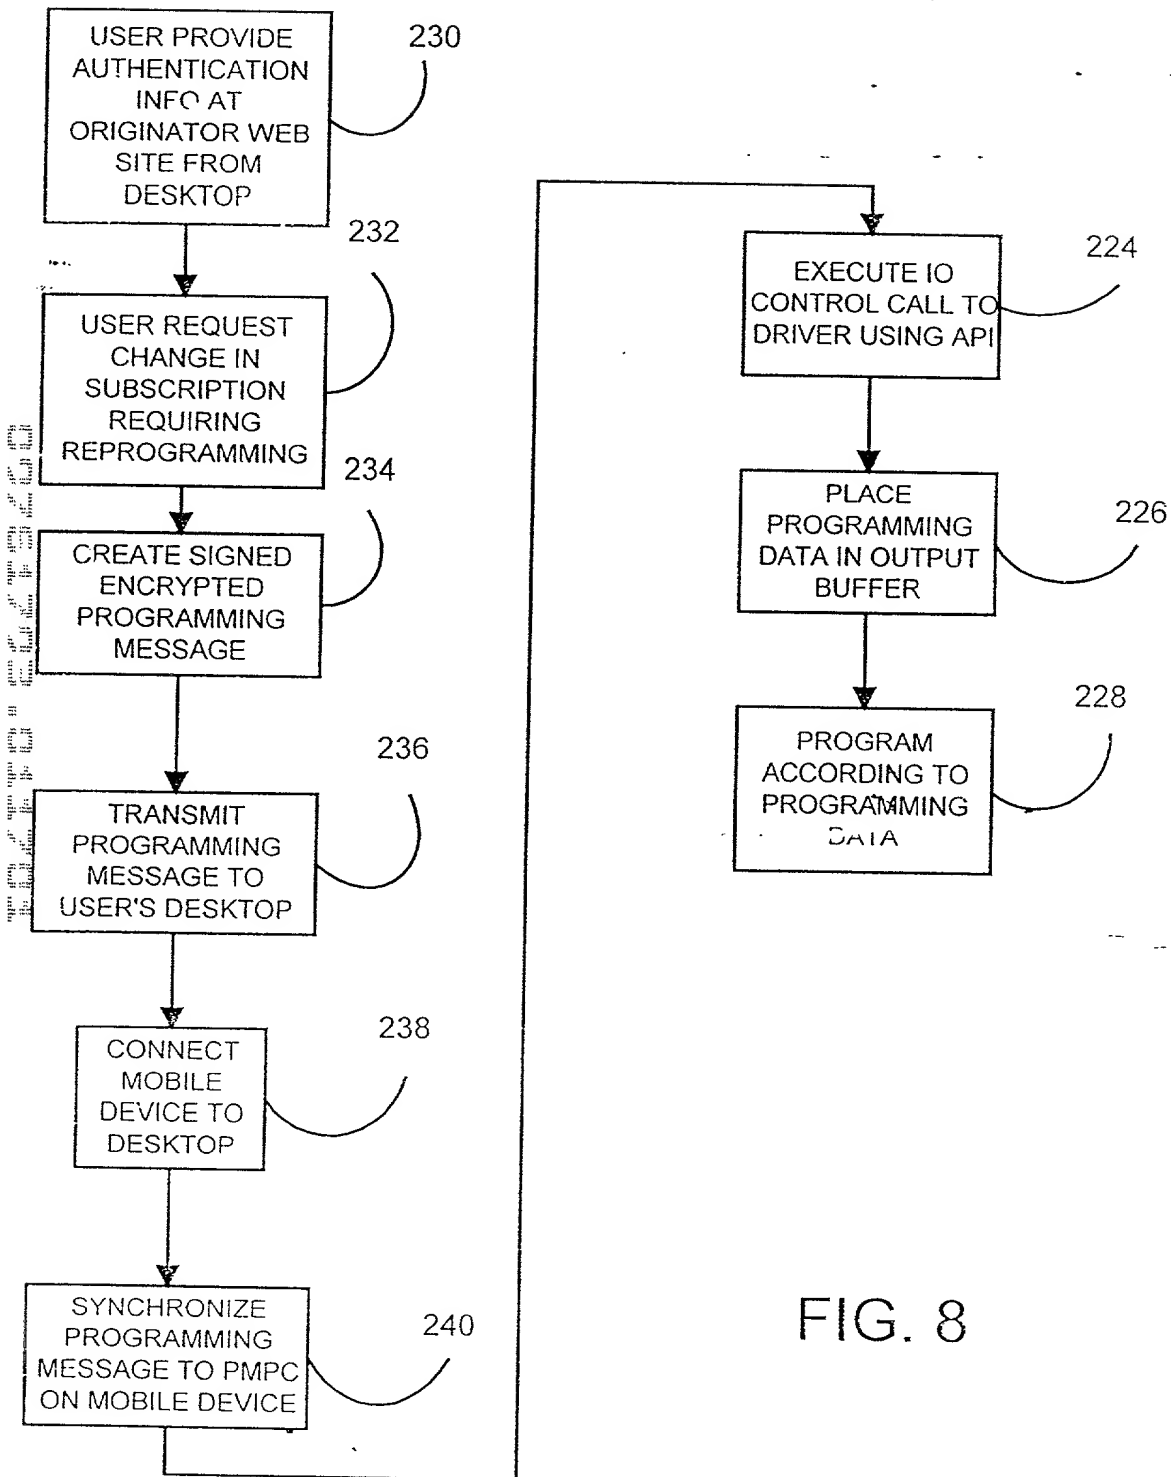 USER PROVIDE
AUTHENTICATION
INFO AT
ORIGINATOR WEB
SITE FROM
DESKTOP
230
USER REQUEST
CHANGE IN
SUBSCRIPTION
REQUIRING
REPROGRAMMING
232
CREATE SIGNED
ENCRYPTED
PROGRAMMING
MESSAGE
234
TRANSMIT
PROGRAMMING
MESSAGE TO
USER'S DESKTOP
236
CONNECT
MOBILE
DEVICE TO
DESKTOP
238
SYNCHRONIZE
PROGRAMMING
MESSAGE TO PMPC
ON MOBILE DEVICE
240
EXECUTE IO
CONTROL CALL TO
DRIVER USING API
224
PLACE
PROGRAMMING
DATA IN OUTPUT
BUFFER
226
PROGRAM
ACCORDING TO
PROGRAMMING
DATA
228
FIG. 8